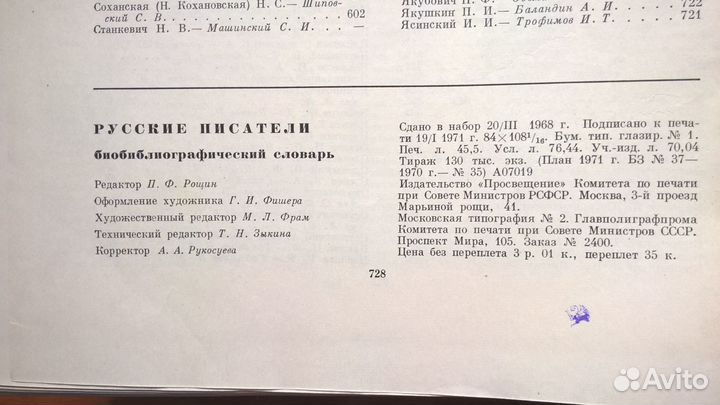 Соханская (Н. Кохановская) Н. С.— Шипов-
ский С. В. 602
Станкевич Н. В.— Машинский С. И. —
Якубович П. Ф.
722
Якушкин П. И.— Баландин А. И.
Ясинский И. И.— Трофимов И. Т. 721
РУССКИЕ ПИСАТЕЛИ
биобиблиографический словарь
Редактор П. Ф. Рощин
Оформление художника Г. И. Фишера
Художественный редактор М. Л. Фрам
Технический редактор Т. Н. Зыкина
Корректор А. А. Рукосуева
Сдано в набор 20/III 1968 г. Подписано к печа-
ти 19/I 1971 г. 84×108¹/₁₆. Бум. тип. глазир. № 1.
Печ. л. 45,5. Усл. л. 76,44. Уч.-изд. л. 70,04
Тираж 130 тыс. экз. (План 1971 г. БЗ № 37—
1970 г.— № 35) А07019
Издательство «Просвещение» Комитета по печати
при Совете Министров РСФСР. Москва, 3-й проезд
Марьиной рощи, 41.
Московская типография № 2. Главполиграфпрома
Комитета по печати при Совете Министров СССР.
Проспект Мира, 105. Заказ № 2400.
Цена без переплета 3 р. 01 к., переплет 35 к.
728
Avito